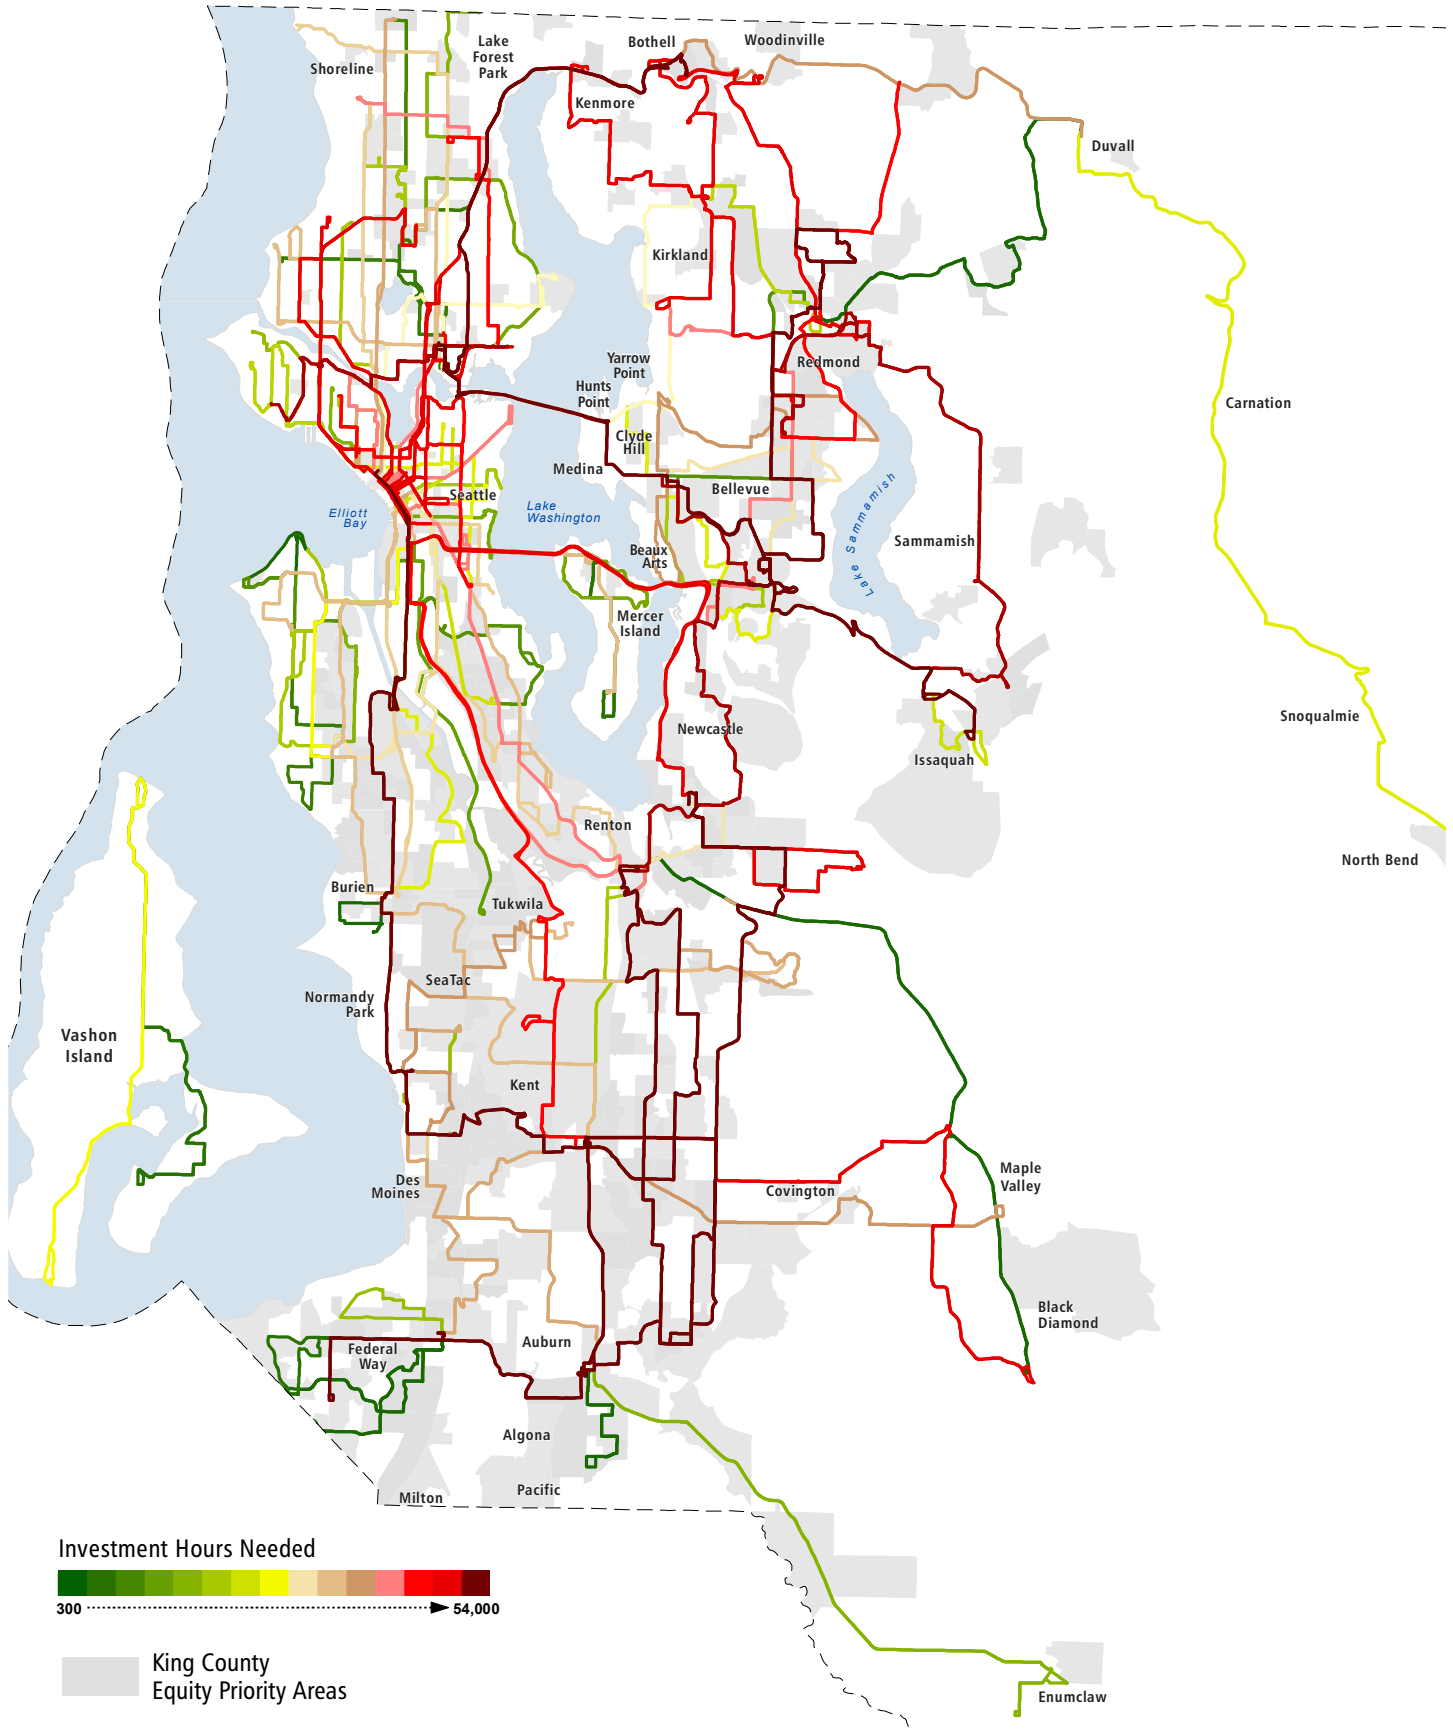 Lake
Forest
Park
Bothell
Woodinville
Shoreline
Kenmore
Duvall
Kirkland
Yarrow
Point
Redmond
Hunts
Point
Carnation
Clyde
Hill
Medina
Bellevue
Seattle
Elliott
Bay
Lake
Washington
Lake Sammamish
Sammamish
Beaux
Arts
Mercer
Island
Newcastle
Snoqualmie
Issaquah
Renton
North Bend
Burien
Tukwila
SeaTac
Normandy
Park
Vashon
Island
Kent
Des
Moines
Covington
Maple
Valley
Black
Diamond
Federal
Way
Auburn
Algona
Pacific
Milton
Enumclaw
Investment Hours Needed
300
54,000
King County
Equity Priority Areas